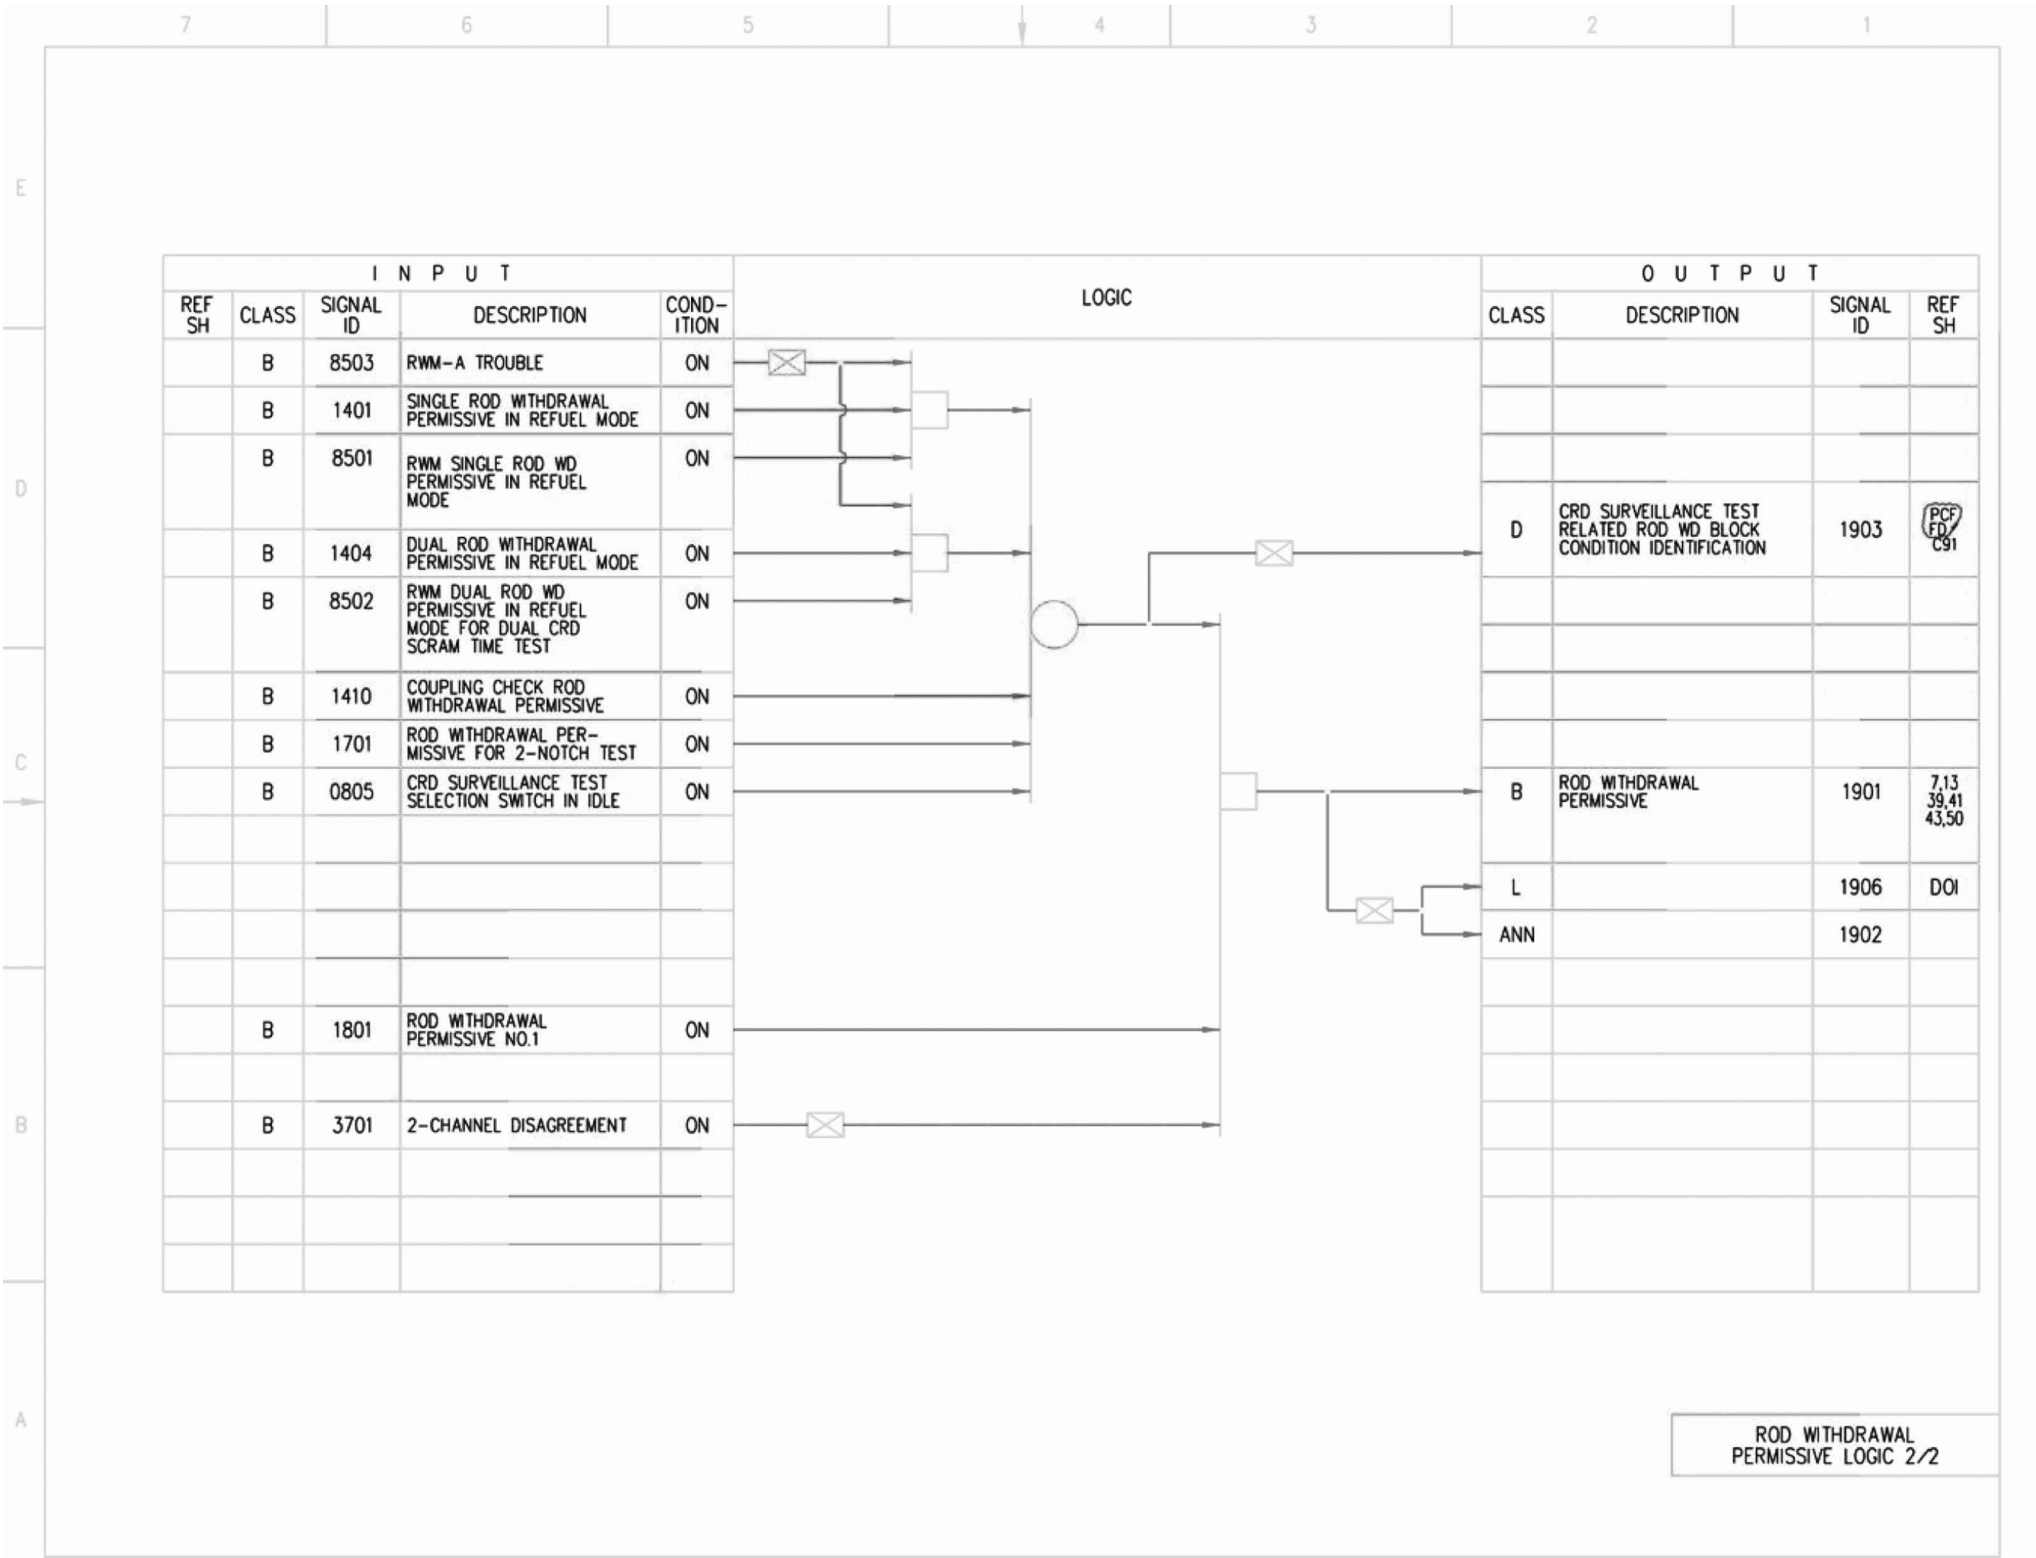 7 6 5 4 3 2 1
E
I N P U T
LOGIC
O U T P U T
REF
SH
CLASS
SIGNAL
ID
DESCRIPTION
COND-
ITION
CLASS
DESCRIPTION
SIGNAL
ID
REF
SH
B 8503 RWM-A TROUBLE ON
B 1401 SINGLE ROD WITHDRAWAL
PERMISSIVE IN REFUEL MODE ON
D
B 8501 RWM SINGLE ROD WD
PERMISSIVE IN REFUEL
MODE ON
D CRD SURVEILLANCE TEST
RELATED ROD WD BLOCK
CONDITION IDENTIFICATION 1903
PCF
FD/
C91
B 1404 DUAL ROD WITHDRAWAL
PERMISSIVE IN REFUEL MODE ON
B 8502 RWM DUAL ROD WD
PERMISSIVE IN REFUEL
MODE FOR DUAL CRD
SCRAM TIME TEST ON
B 1410 COUPLING CHECK ROD
WITHDRAWAL PERMISSIVE ON
C
B 1701 ROD WITHDRAWAL PER-
MISSIVE FOR 2-NOTCH TEST ON
B 0805 CRD SURVEILLANCE TEST
SELECTION SWITCH IN IDLE ON
B ROD WITHDRAWAL
PERMISSIVE 1901
7,13
39,41
43,50
L 1906 DOI
ANN 1902
B 1801 ROD WITHDRAWAL
PERMISSIVE NO.1 ON
B
B 3701 2-CHANNEL DISAGREEMENT ON
A
ROD WITHDRAWAL
PERMISSIVE LOGIC 2/2